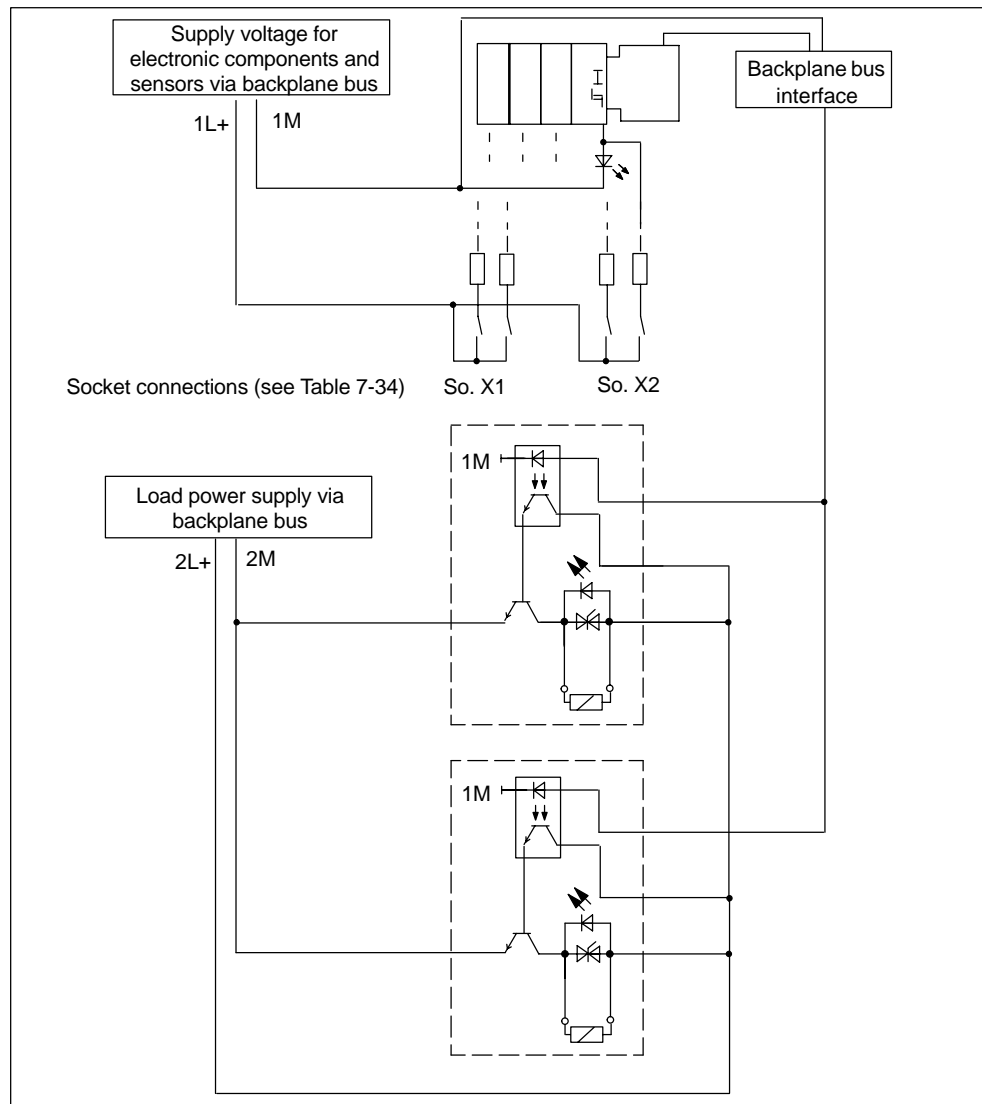 Supply voltage for
electronic components and
sensors via backplane bus
Backplane bus
interface
1L+
1M
Socket connections (see Table 7-34)
So. X1
So. X2
1M
Load power supply via
backplane bus
2L+
2M
1M